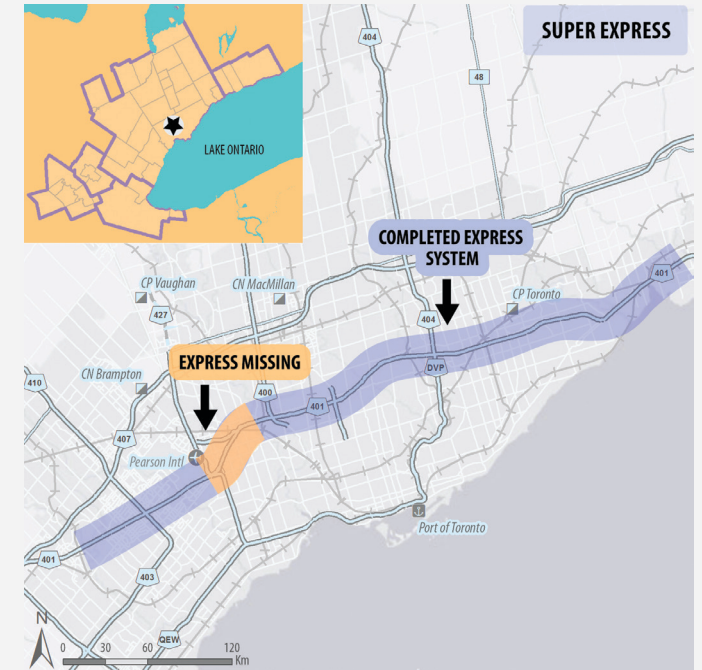 SUPER EXPRESS
404
48
LAKE ONTARIO
COMPLETED EXPRESS
SYSTEM
401
CP Vaughan
CN MacMillan
CP Toronto
427
404
EXPRESS MISSING
DVP
CN Brampton
410
400
401
407
Pearson Intl
Port of Toronto
401
403
QEW
N
0 30 60 120
Km